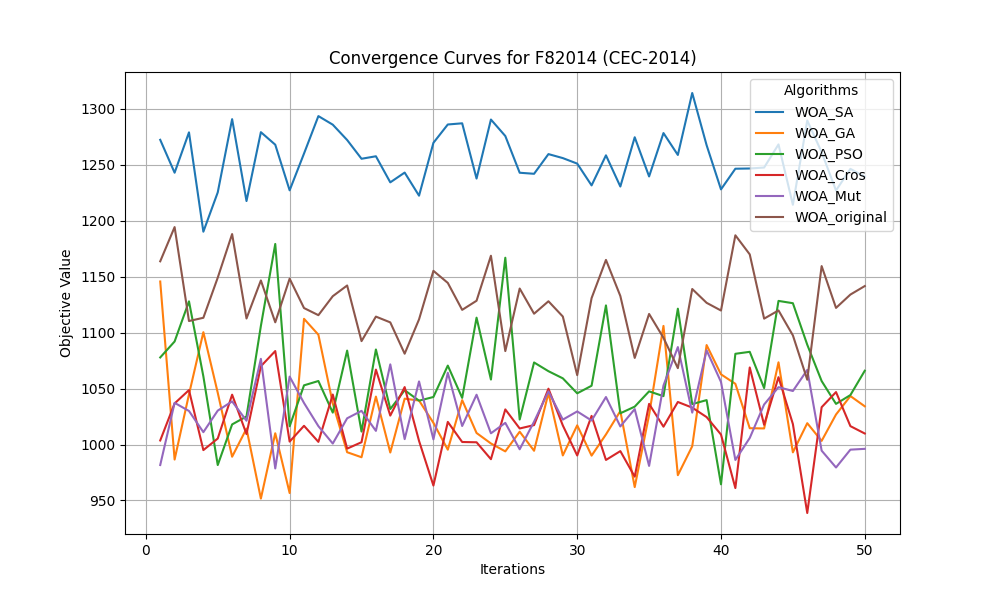 Convergence Curves for F82014 (CEC-2014)
Algorithms
WOA_SA
WOA_GA
WOA_PSO
WOA_Cros
WOA_Mut
WOA_original
1300
1250
1200
1150
1100
1050
1000
950
Objective Value
0 10 20 30 40 50
Iterations